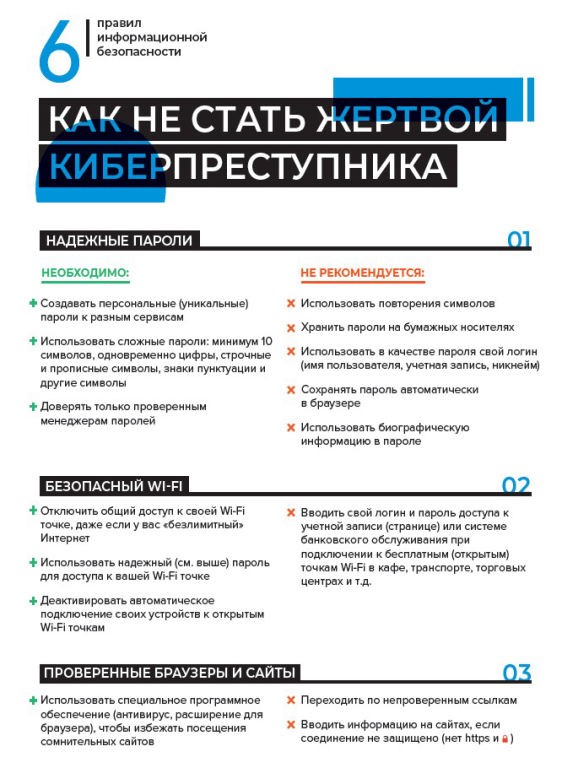 6
правил
информационной
безопасности
КАК НЕ СТАТЬ ЖЕРТВОЙ
КИБЕРПРЕСТУПНИКА
НАДЕЖНЫЕ ПАРОЛИ 01
НЕОБХОДИМО:
+ Создавать персональные (уникальные)
пароли к разным сервисам
+ Использовать сложные пароли: минимум 10
символов, одновременно цифры, строчные
и прописные символы, знаки пунктуации и
другие символы
+ Доверять только проверенным
менеджерам паролей
НЕ РЕКОМЕНДУЕТСЯ:
× Использовать повторения символов
× Хранить пароли на бумажных носителях
× Использовать в качестве пароля свой логин
(имя пользователя, учетная запись, никнейм)
× Сохранять пароль автоматически
в браузере
× Использовать биографическую
информацию в пароле
БЕЗОПАСНЫЙ WI-FI 02
+ Отключить общий доступ к своей Wi-Fi
точке, даже если у вас «безлимитный»
Интернет
+ Использовать надежный (см. выше) пароль
для доступа к вашей Wi-Fi точке
+ Деактивировать автоматическое
подключение своих устройств к открытым
Wi-Fi точкам
× Вводить свой логин и пароль доступа к
учетной записи (странице) или системе
банковского обслуживания при
подключении к бесплатным (открытым)
точкам Wi-Fi в кафе, транспорте, торговых
центрах и т.д.
ПРОВЕРЕННЫЕ БРАУЗЕРЫ И САЙТЫ 03
+ Использовать специальное программное
обеспечение (антивирус, расширение для
браузера), чтобы избежать посещения
сомнительных сайтов
× Переходить по непроверенным ссылкам
× Вводить информацию на сайтах, если
соединение не защищено (нет https и 🔒)